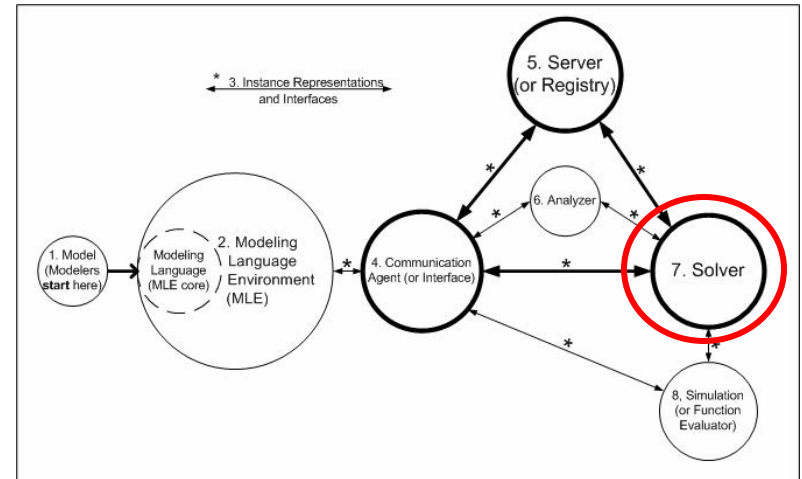 5. Server
(or Registry)
* 3. Instance Representations
and Interfaces
*
*
6. Analyzer
*
*
1. Model
(Modelers
start here)
Modeling
Language
(MLE core)
2. Modeling
Language
Environment
(MLE)
*
4. Communication
Agent (or Interface)
*
7. Solver
*
*
8, Simulation
(or Function
Evaluator)